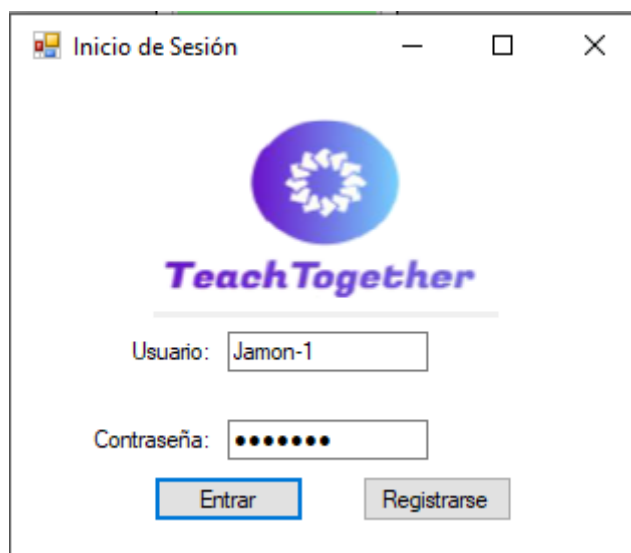 Inicio de Sesión
TeachTogether
Usuario: Jamon-1
Contraseña: ●●●●●●●
Entrar Registrarse